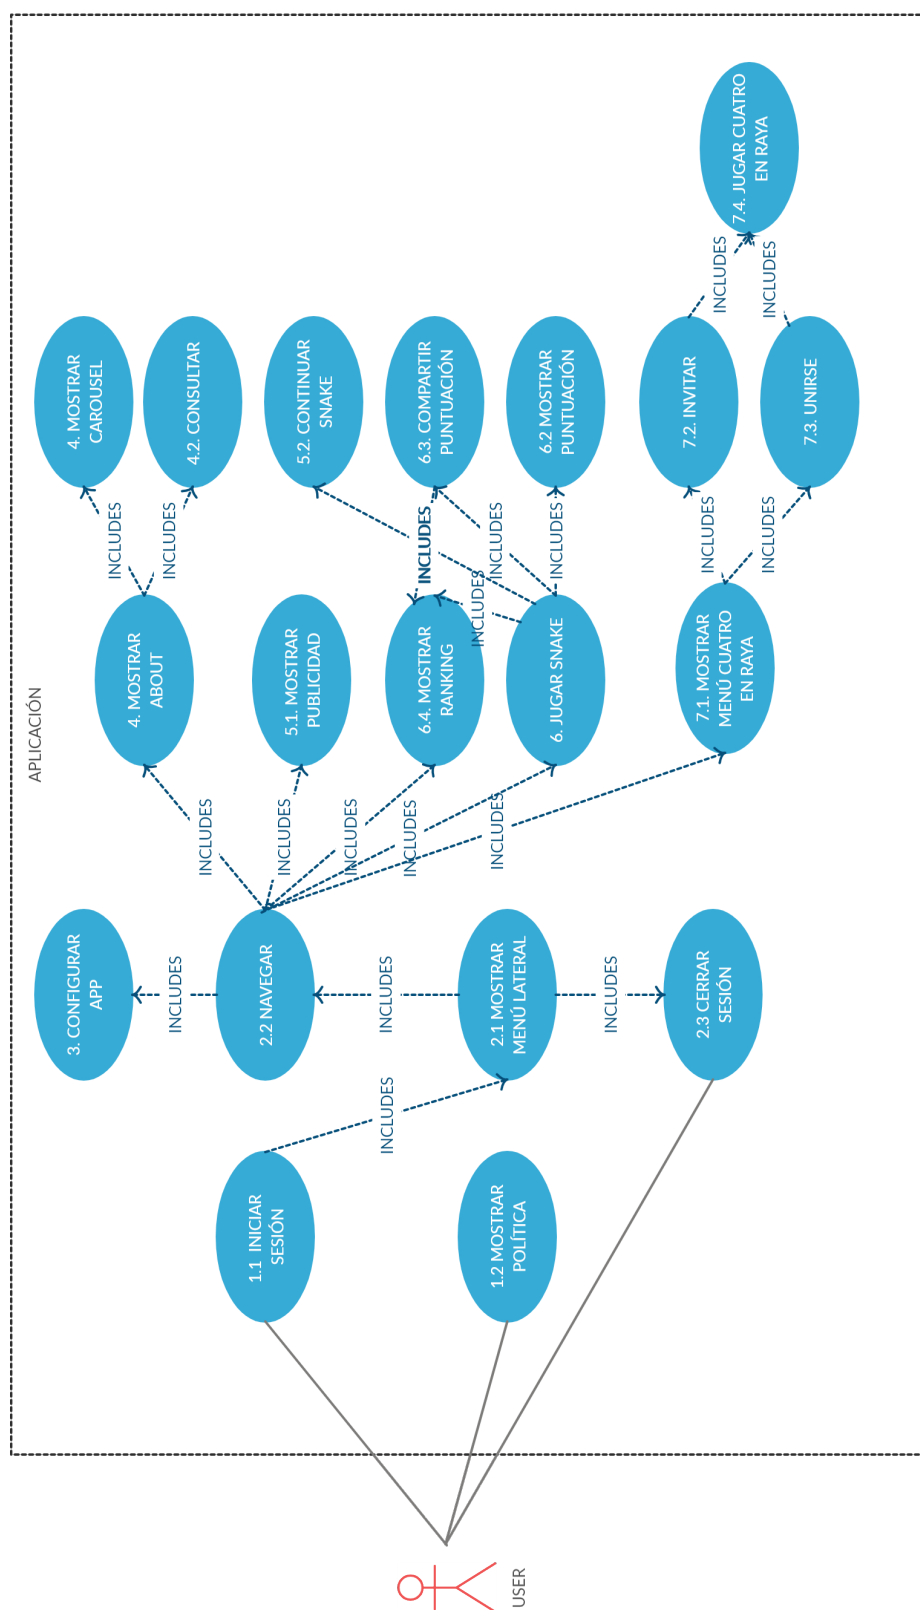 APLICACIÓN
USER
1.1 INICIAR
SESIÓN
1.2 MOSTRAR
POLÍTICA
INCLUDES
3. CONFIGURAR
APP
INCLUDES
2.2 NAVEGAR
INCLUDES
2.1 MOSTRAR
MENÚ LATERAL
INCLUDES
2.3 CERRAR
SESIÓN
INCLUDES
INCLUDES
INCLUDES
INCLUDES
INCLUDES
4. MOSTRAR
ABOUT
5.1. MOSTRAR
PUBLICIDAD
6.4. MOSTRAR
RANKING
6. JUGAR SNAKE
7.1. MOSTRAR
MENÚ CUATRO
EN RAYA
INCLUDES
INCLUDES
INCLUDES
INCLUDES
INCLUDES
INCLUDES
INCLUDES
INCLUDES
INCLUDES
4. MOSTRAR
CAROUSEL
4.2. CONSULTAR
5.2. CONTINUAR
SNAKE
6.3. COMPARTIR
PUNTUACIÓN
6.2 MOSTRAR
PUNTUACIÓN
7.2. INVITAR
7.3. UNIRSE
INCLUDES
INCLUDES
7.4. JUGAR CUATRO
EN RAYA